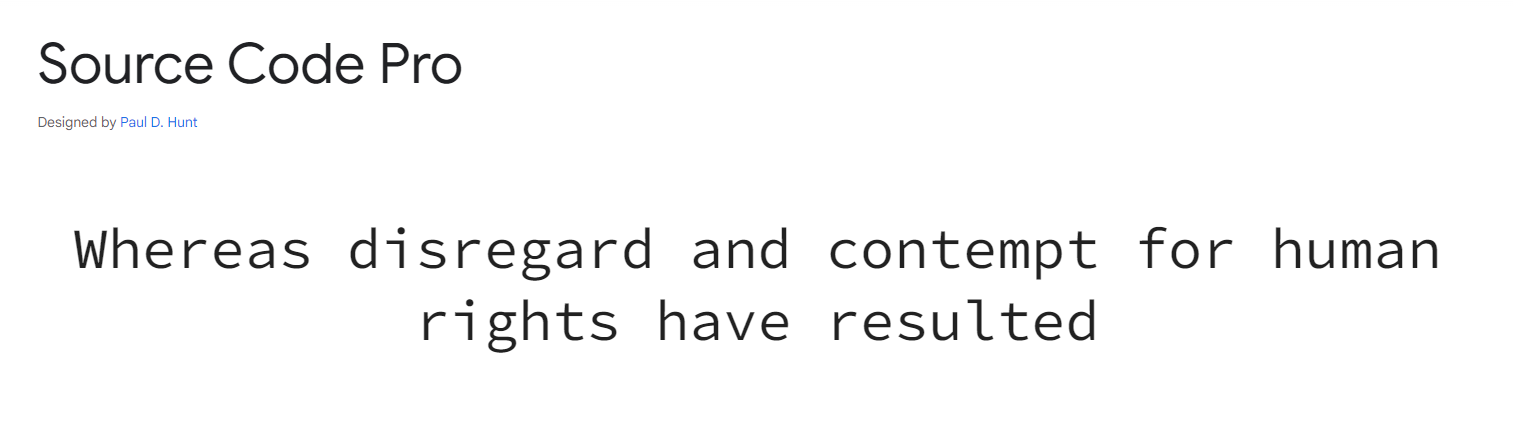 Source Code Pro
Designed by Paul D. Hunt
Whereas disregard and contempt for human
rights have resulted